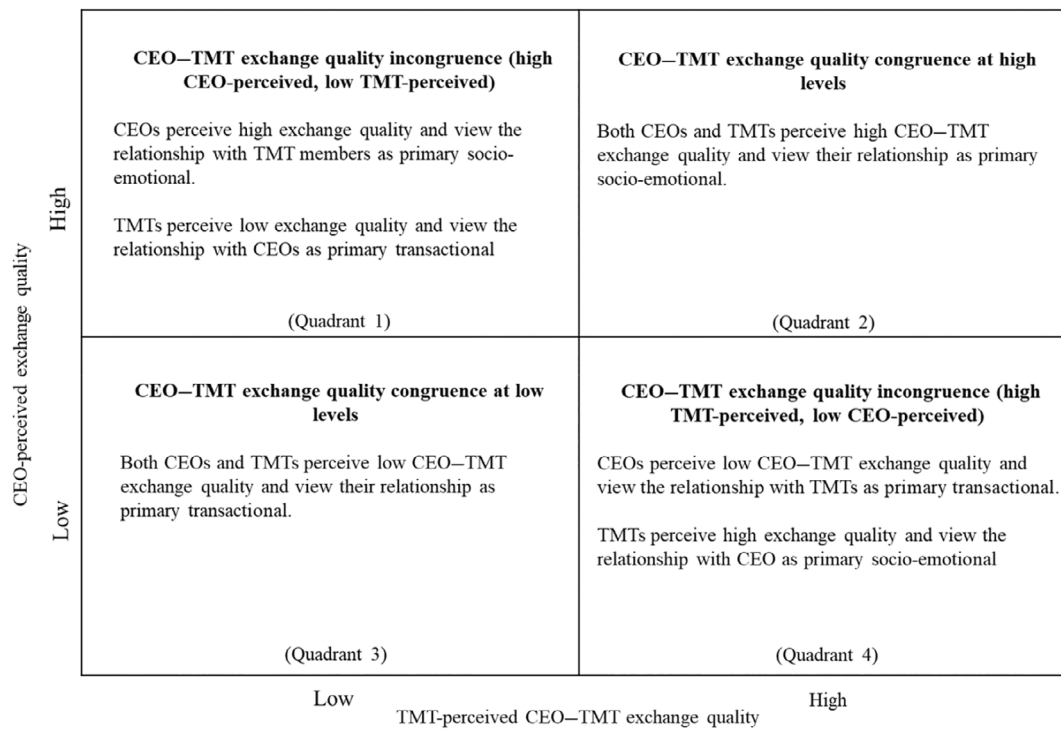 CEO-perceived exchange quality
High
Low
CEO–TMT exchange quality incongruence (high
CEO-perceived, low TMT-perceived)
CEOs perceive high exchange quality and view the
relationship with TMT members as primary socio-
emotional.
TMTs perceive low exchange quality and view the
relationship with CEOs as primary transactional
(Quadrant 1)
CEO–TMT exchange quality congruence at high
levels
Both CEOs and TMTs perceive high CEO–TMT
exchange quality and view their relationship as primary
socio-emotional.
(Quadrant 2)
CEO–TMT exchange quality congruence at low
levels
Both CEOs and TMTs perceive low CEO–TMT
exchange quality and view their relationship as
primary transactional.
(Quadrant 3)
CEO–TMT exchange quality incongruence (high
TMT-perceived, low CEO-perceived)
CEOs perceive low CEO–TMT exchange quality and
view the relationship with TMTs as primary transactional.
TMTs perceive high exchange quality and view the
relationship with CEO as primary socio-emotional
(Quadrant 4)
Low
High
TMT-perceived CEO–TMT exchange quality